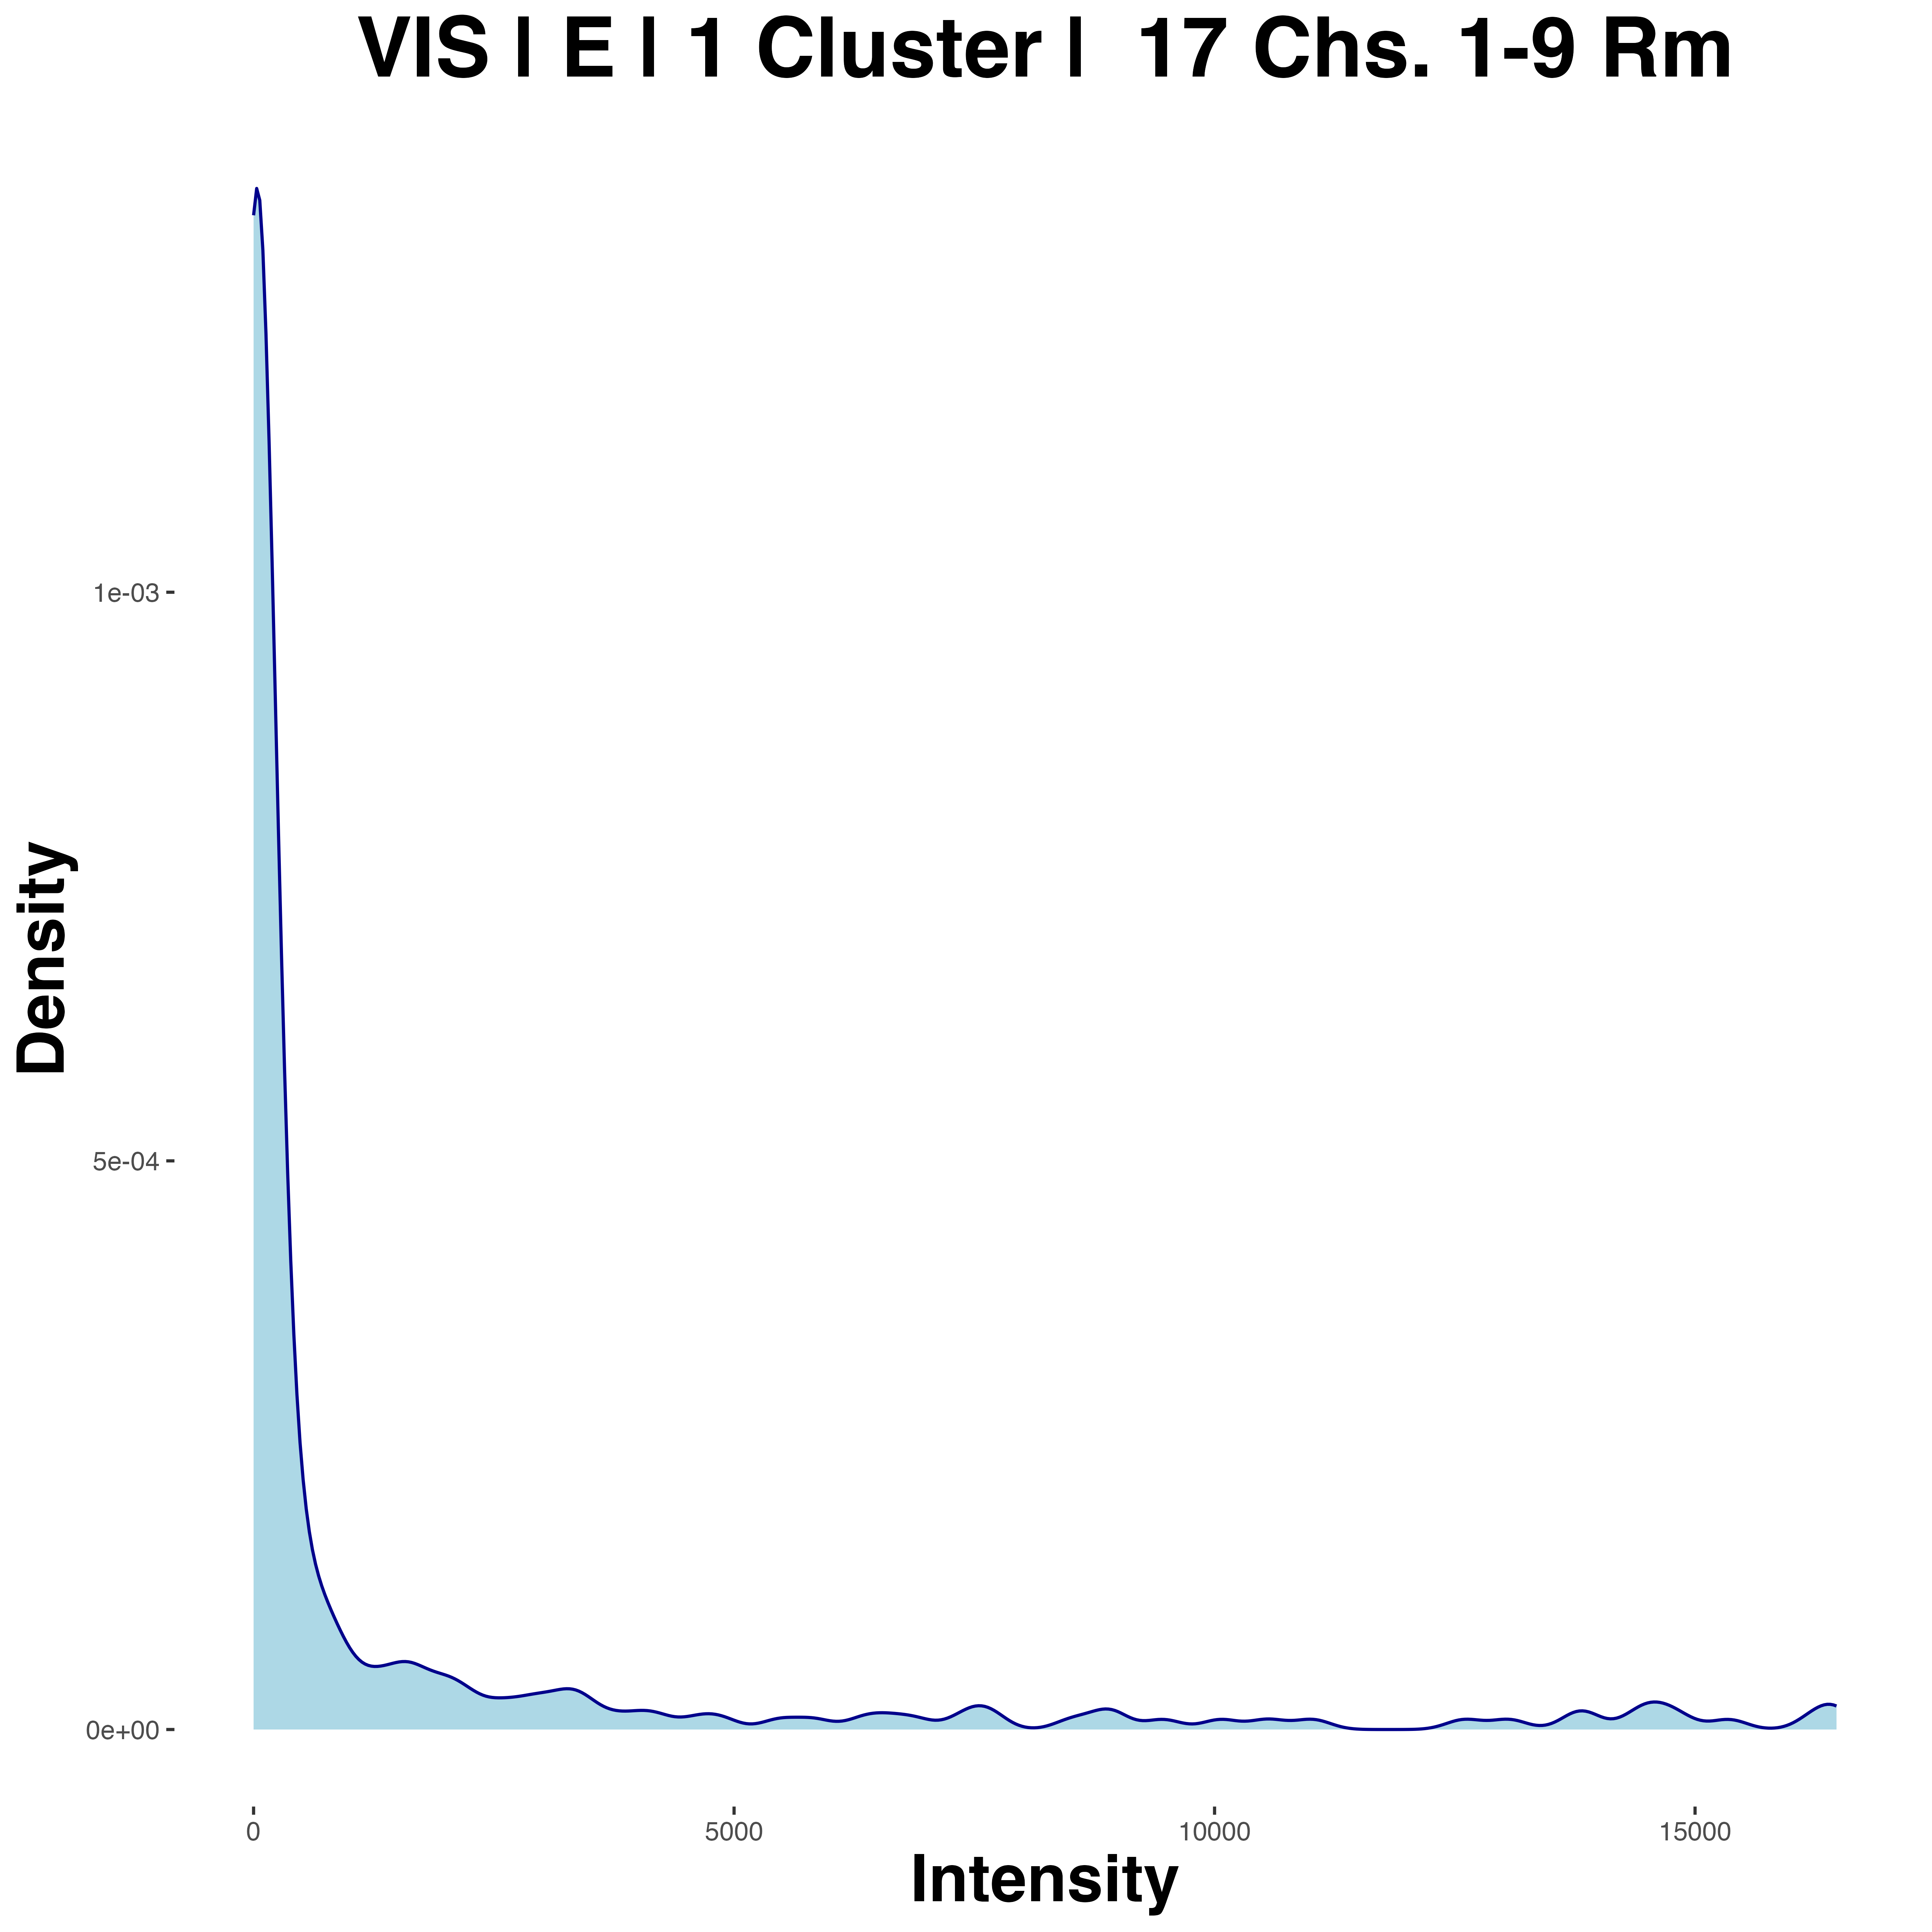 VIS | E | 1 Cluster | 17 Chs. 1-9 Rm
1e-03
Density
5e-04
0e+00
0 5000 10000 15000
Intensity